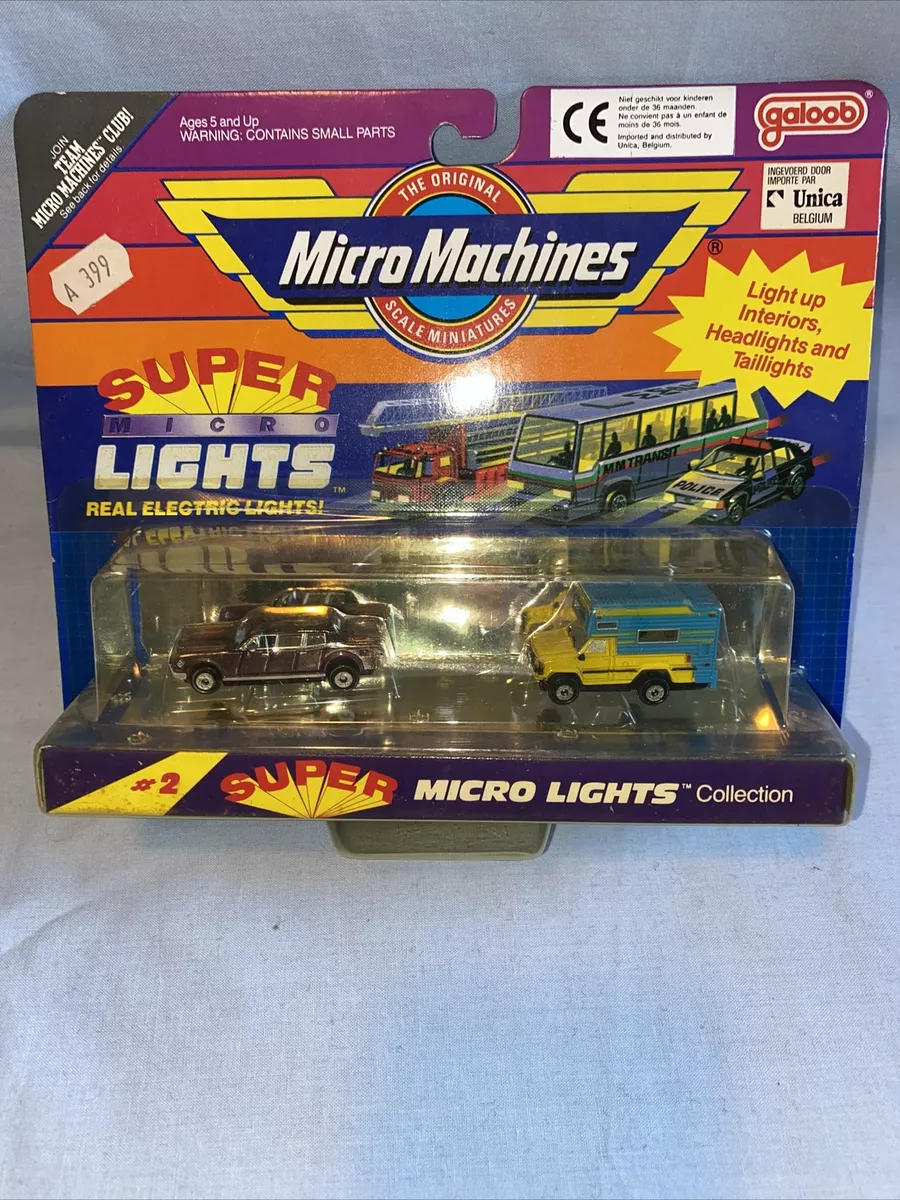 JOIN
TEAM
MICRO MACHINES™ CLUB!
See back for details.
Ages 5 and Up
WARNING: CONTAINS SMALL PARTS
CE
Niet geschikt voor kinderen
onder de 36 maanden.
Ne convient pas à un enfant de
moins de 36 mois.
Imported and distributed by
Unica, Belgium.
galoob®
INGEVOERD DOOR
IMPORTE PAR
Unica
BELGIUM
A 399
THE ORIGINAL
Micro Machines®
SCALE MINIATURES
Light up
Interiors,
Headlights and
Taillights
SUPER
MICRO
LIGHTS™
REAL ELECTRIC LIGHTS!
MM TRANSIT
POLICE
#2
SUPER
MICRO LIGHTS™ Collection